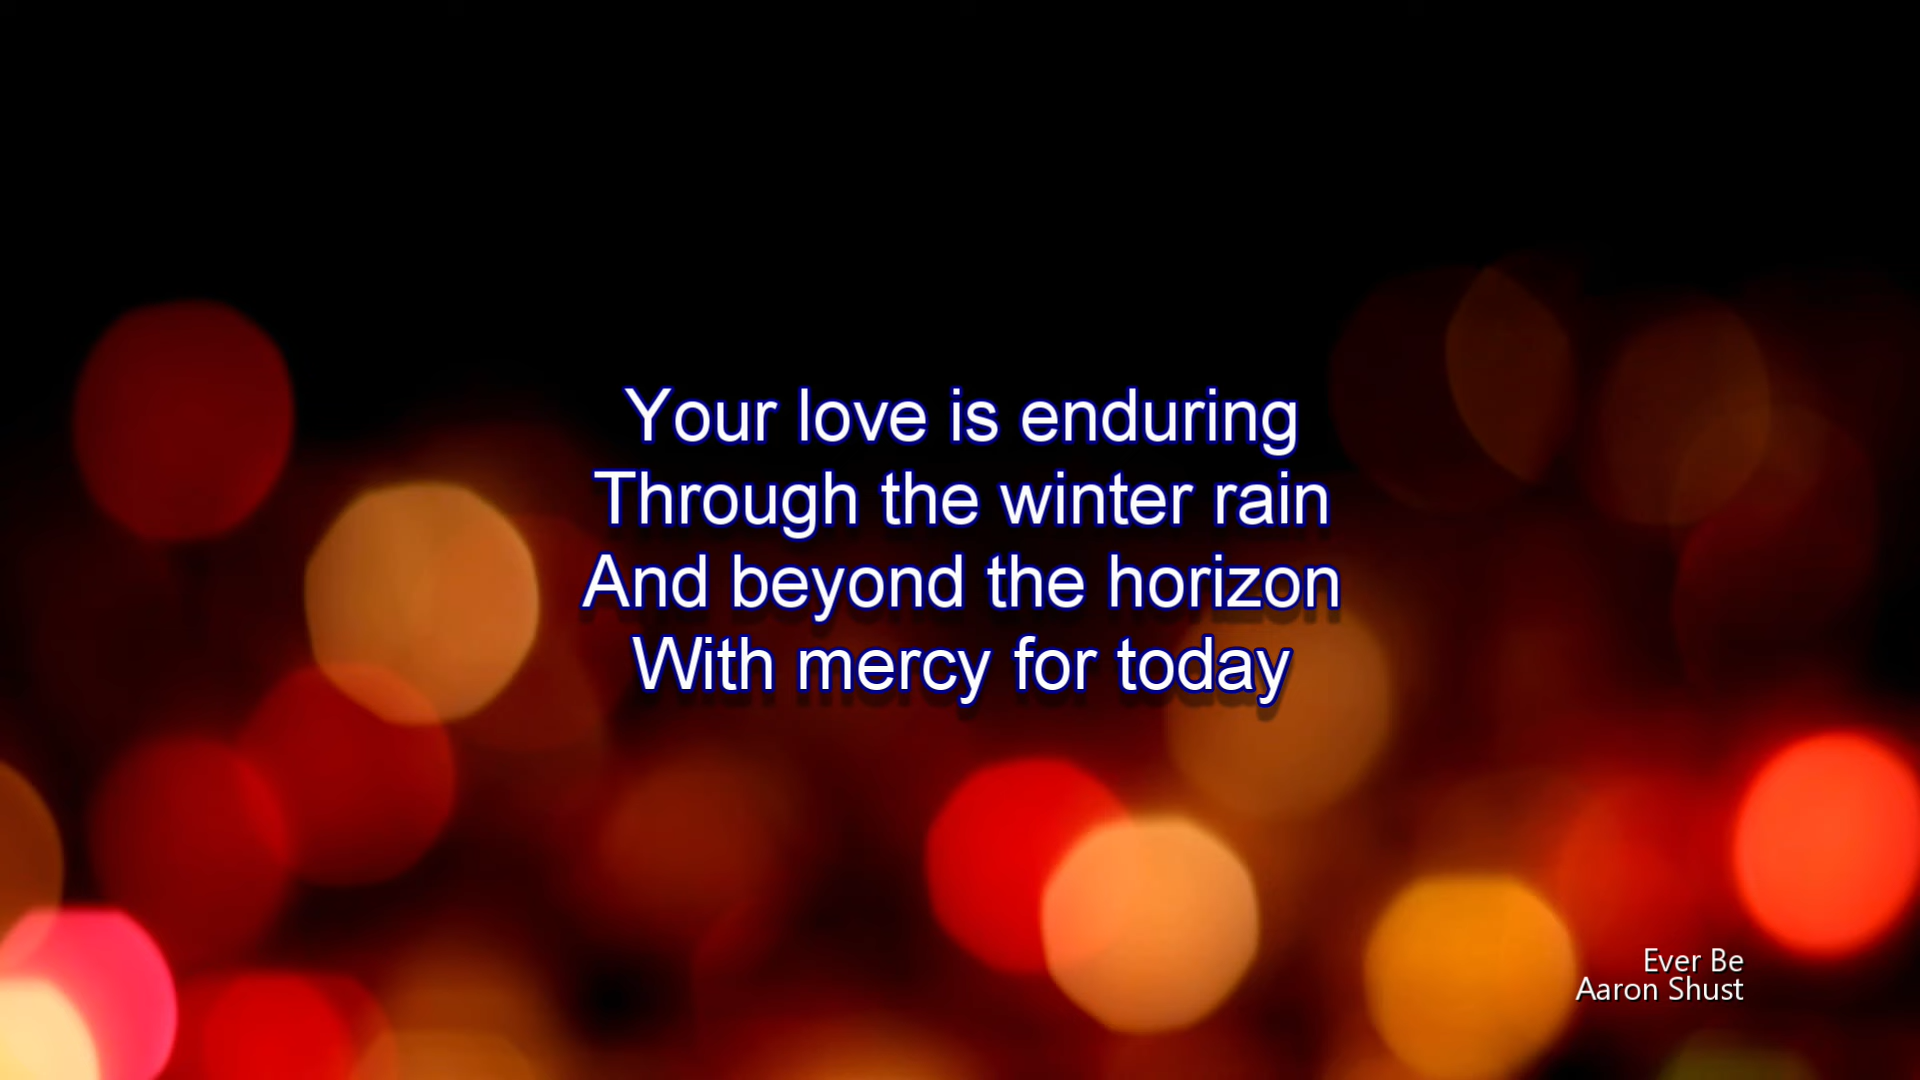 Your love is enduring
Through the winter rain
And beyond the horizon
With mercy for today
Ever Be
Aaron Shust